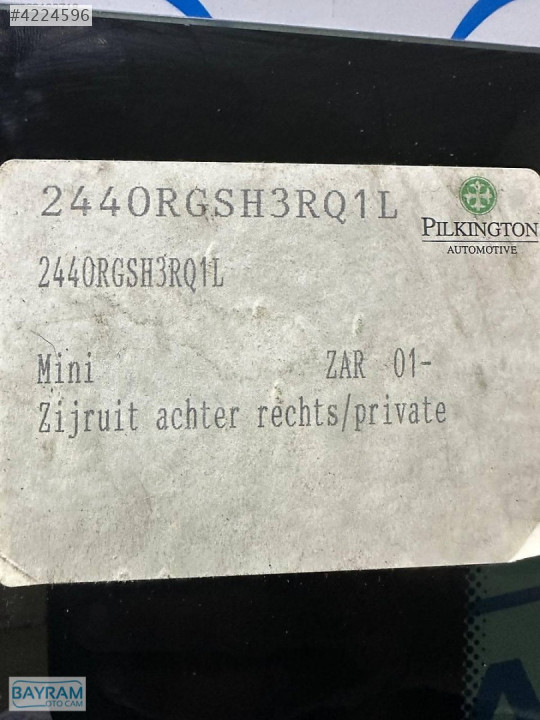 #4224596
2440RGSH3RQ1L
PILKINGTON
AUTOMOTIVE
2440RGSH3RQ1L
Mini ZAR 01-
Zijruit achter rechts/private
BAYRAM
OTO CAM